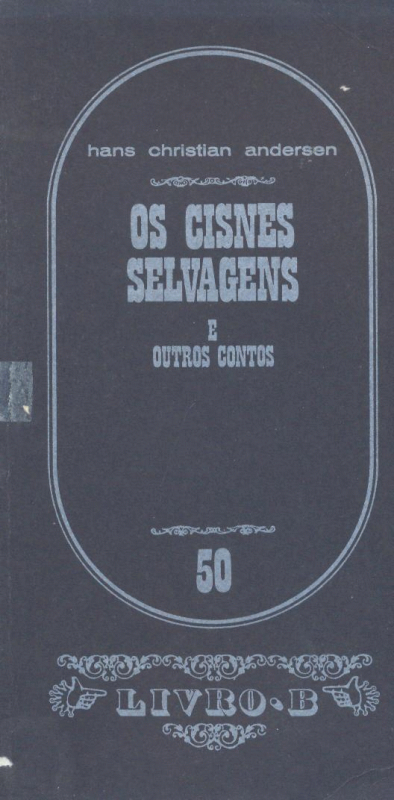 hans christian andersen
OS CISNES
SELVAGENS
E
OUTROS CONTOS
50
LIVRO·B